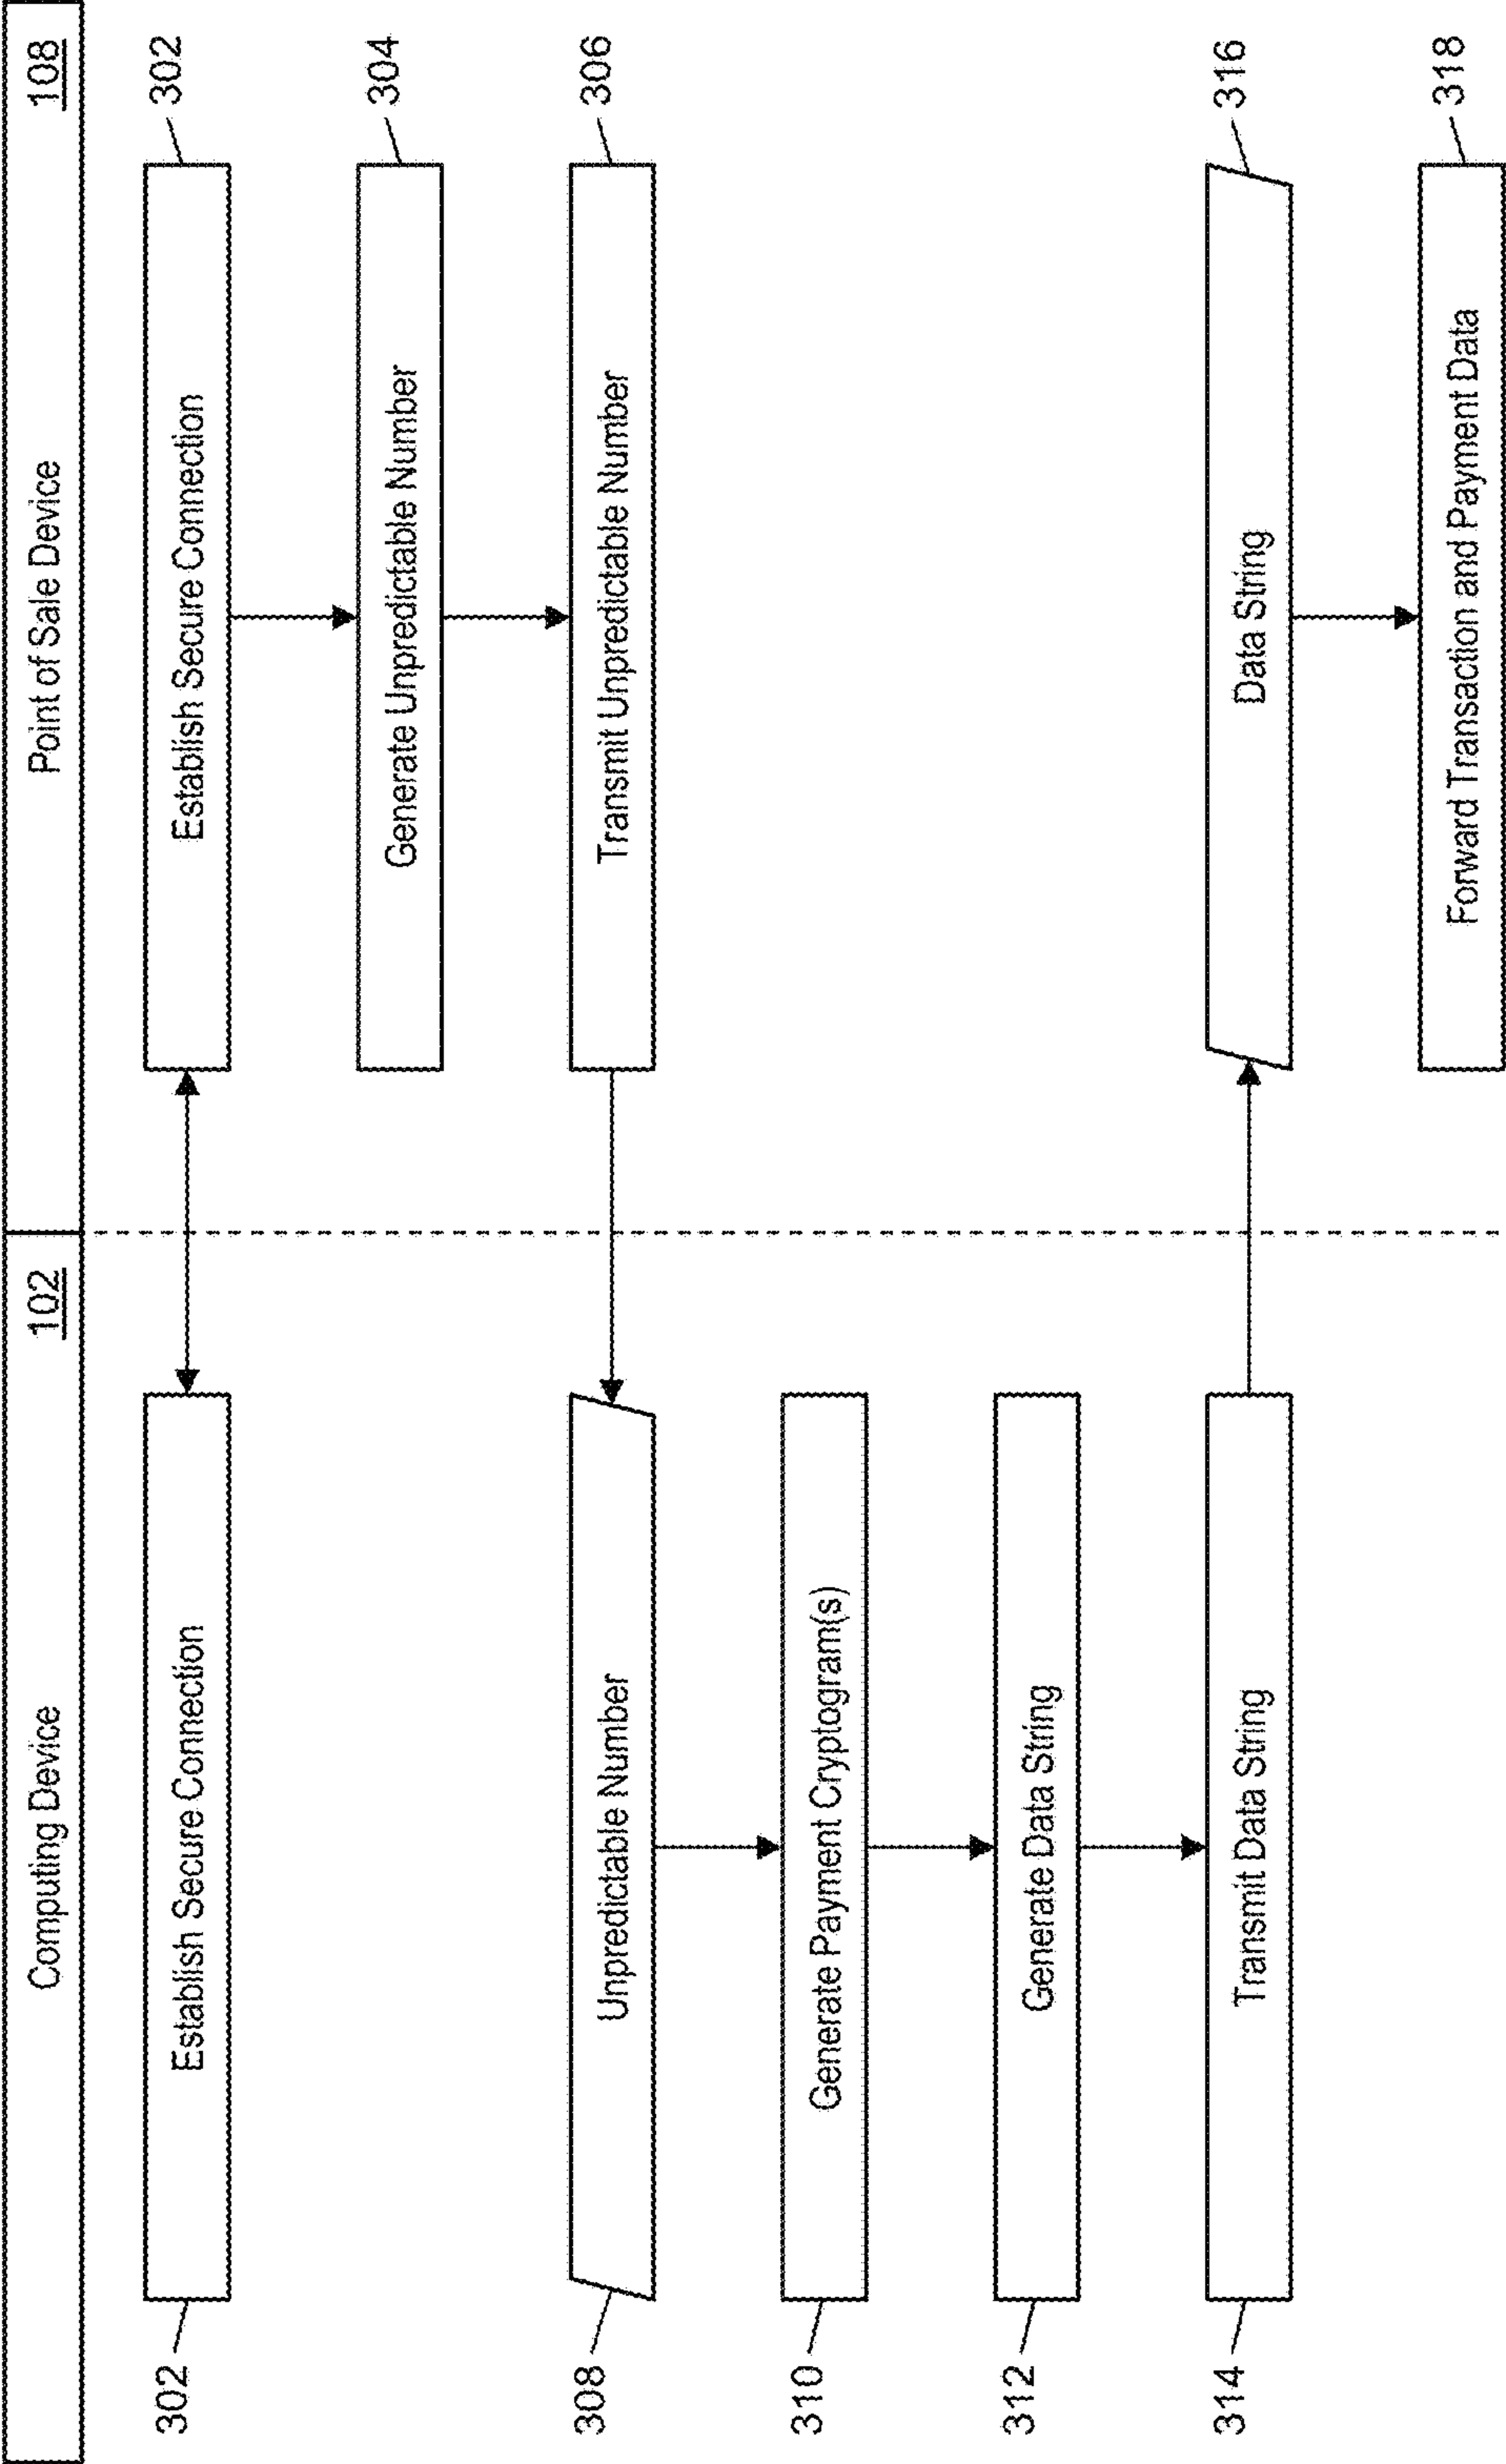 Computing Device 102
Point of Sale Device 108
302
Establish Secure Connection
Establish Secure Connection
302
Generate Unpredictable Number
304
308
Unpredictable Number
Transmit Unpredictable Number
306
310
Generate Payment Cryptogram(s)
312
Generate Data String
314
Transmit Data String
Data String
316
Forward Transaction and Payment Data
318